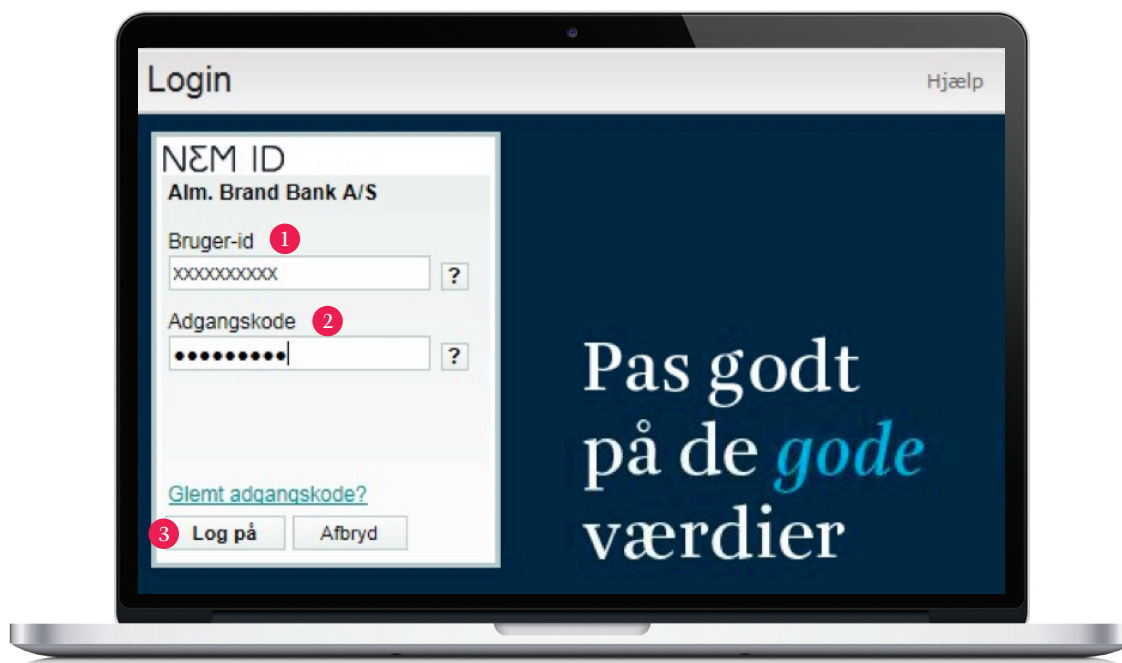 Login
Hjælp
NEM ID
Alm. Brand Bank A/S
Bruger-id 1
xxxxxxxxxx ?
Adgangskode 2
●●●●●●●●● ?
Glemt adgangskode?
3 Log på Afbryd
Pas godt
på de gode
værdier